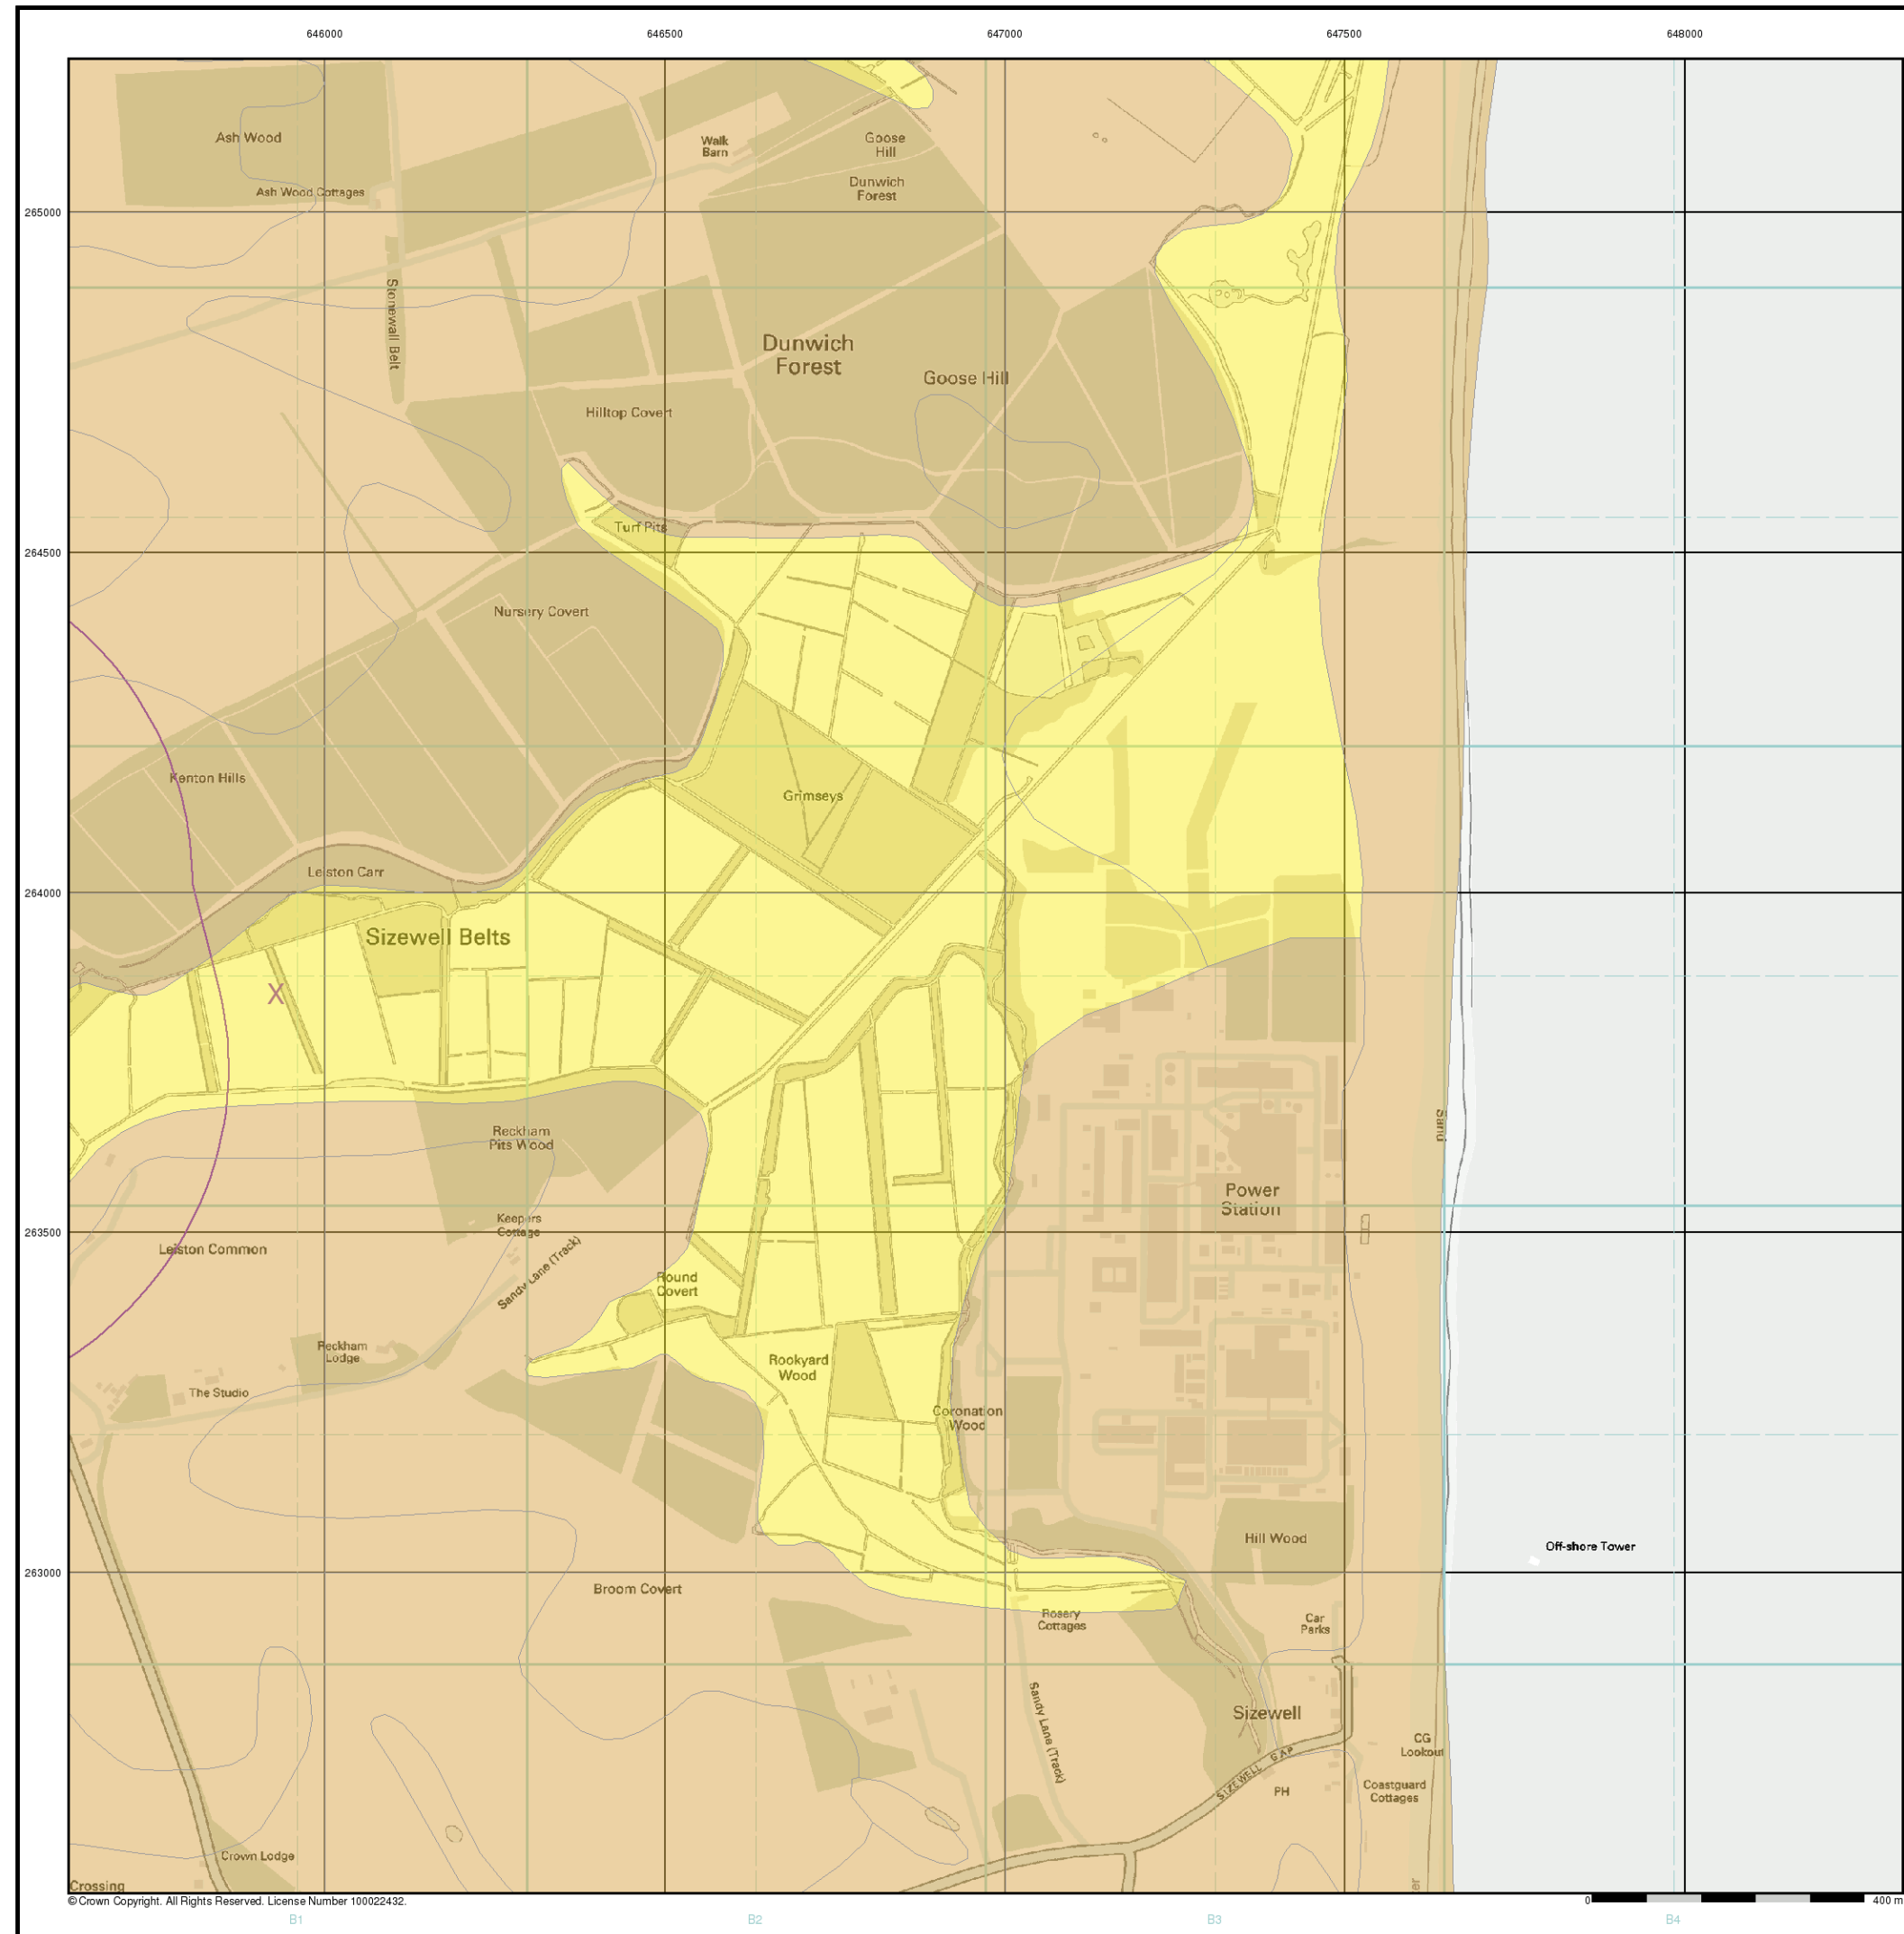 646000 646500 647000 647500 648000
Ash Wood
Walk
Barn
Goose
Hill
Ash Wood Cottages
Dunwich
Forest
265000
Stonewall Belt
Dunwich
Forest
Goose Hill
Hilltop Covert
Turf Pits
264500
Nursery Covert
Kenton Hills
Grimseys
Leiston Carr
264000
Sizewell Belts
X
Sand
Reckham
Pits Wood
Power
Station
Keepers
Cottage
263500
Leiston Common
Sandy Lane (Track)
Round
Covert
Reckham
Lodge
Rookyard
Wood
The Studio
Coronation
Wood
Hill Wood
Off-shore Tower
263000
Broom Covert
Rosery
Cottages
Car
Parks
Sandy Lane (Track)
Sizewell
CG
Lookout
SIZEWELL GAP
PH
Coastguard
Cottages
Crown Lodge
Crossing
er
© Crown Copyright. All Rights Reserved. License Number 100022432.
0 400 m
B1 B2 B3 B4